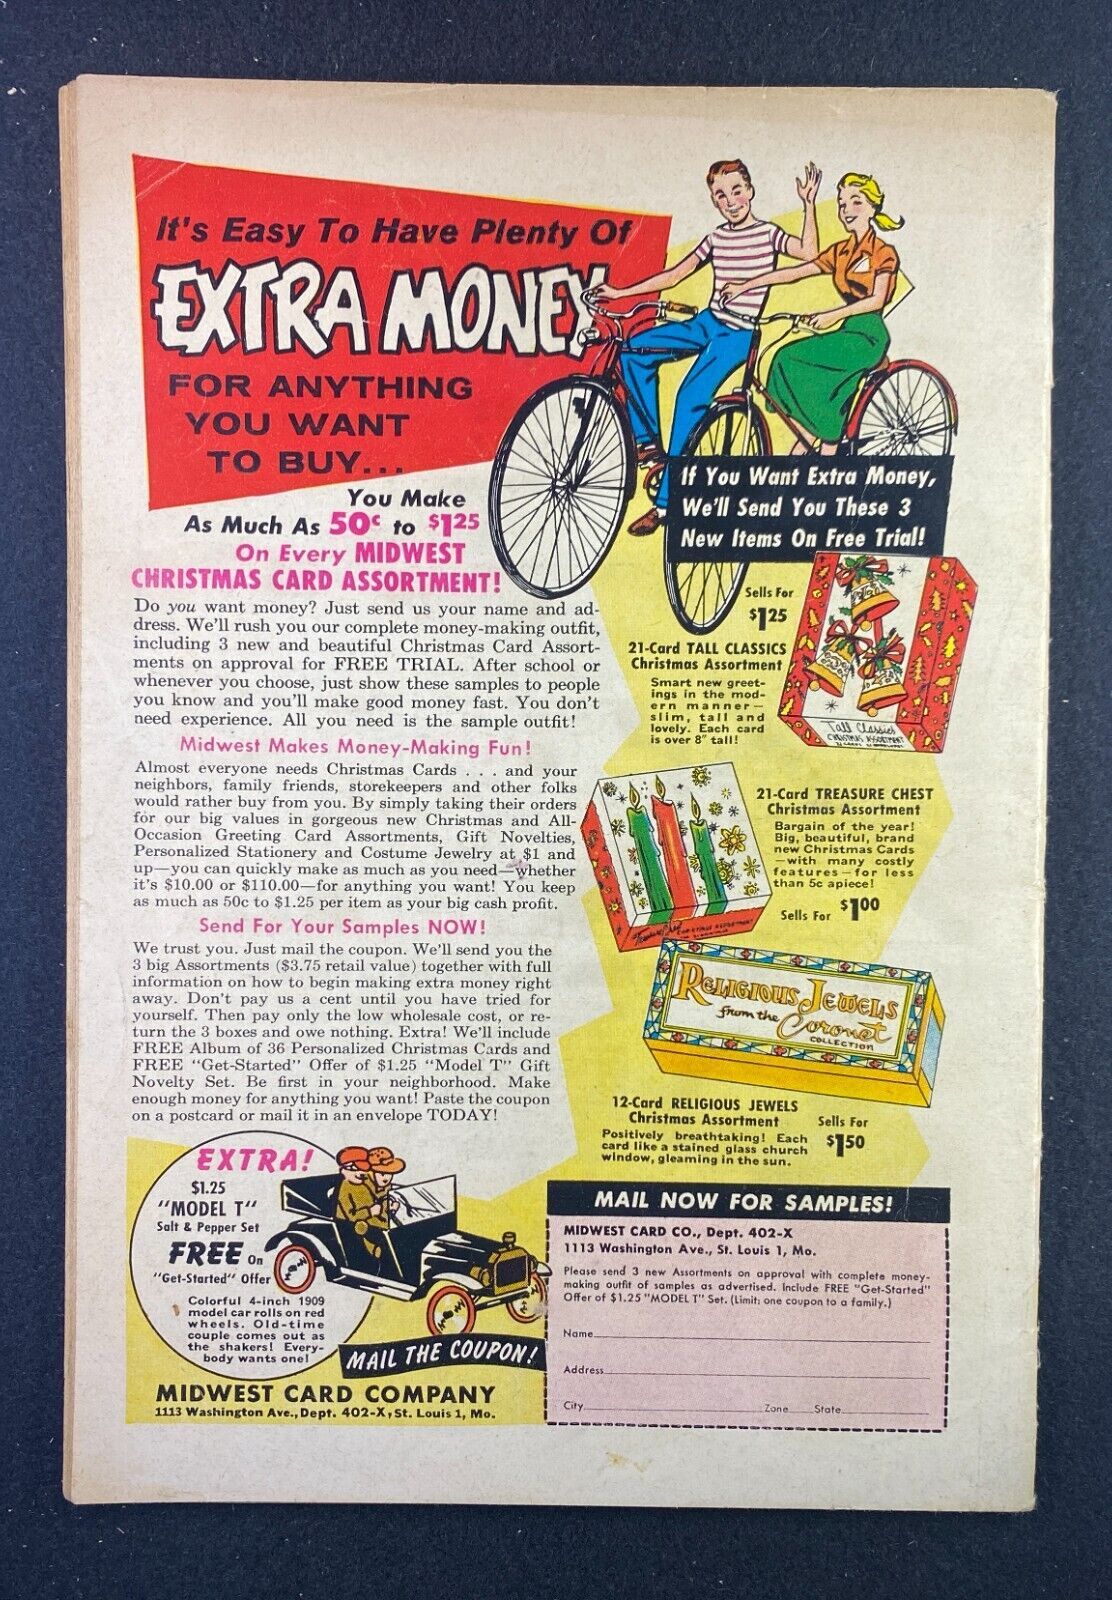 It's Easy To Have Plenty Of
EXTRA MONEY
FOR ANYTHING
YOU WANT
TO BUY...
You Make
As Much As 50¢ to $1.25
On Every MIDWEST
CHRISTMAS CARD ASSORTMENT!
Do you want money? Just send us your name and ad-
dress. We'll rush you our complete money-making outfit,
including 3 new and beautiful Christmas Card Assort-
ments on approval for FREE TRIAL. After school or
whenever you choose, just show these samples to people
you know and you'll make good money fast. You don't
need experience. All you need is the sample outfit!
Midwest Makes Money-Making Fun!
Almost everyone needs Christmas Cards . . . and your
neighbors, family friends, storekeepers and other folks
would rather buy from you. By simply taking their orders
for our big values in gorgeous new Christmas and All-
Occasion Greeting Card Assortments, Gift Novelties,
Personalized Stationery and Costume Jewelry at $1 and
up—you can quickly make as much as you need—whether
it's $10.00 or $110.00—for anything you want! You keep
as much as 50c to $1.25 per item as your big cash profit.
Send For Your Samples NOW!
We trust you. Just mail the coupon. We'll send you the
3 big Assortments ($3.75 retail value) together with full
information on how to begin making extra money right
away. Don't pay us a cent until you have tried for
yourself. Then pay only the low wholesale cost, or re-
turn the 3 boxes and owe nothing. Extra! We'll include
FREE Album of 36 Personalized Christmas Cards and
FREE "Get-Started" Offer of $1.25 "Model T" Gift
Novelty Set. Be first in your neighborhood. Make
enough money for anything you want! Paste the coupon
on a postcard or mail it in an envelope TODAY!
If You Want Extra Money,
We'll Send You These 3
New Items On Free Trial!
Sells For
$1.25
21-Card TALL CLASSICS
Christmas Assortment
Smart new greet-
ings in the mod-
ern manner—
slim, tall and
lovely. Each card
is over 8" tall!
Tall Classics
CHRISTMAS ASSORTMENT
21-Card TREASURE CHEST
Christmas Assortment
Bargain of the year!
Big, beautiful, brand
new Christmas Cards
—with many costly
features—for less
than 5c apiece!
Sells For $1.00
Treasure Chest
CHRISTMAS ASSORTMENT
RELIGIOUS JEWELS
from the Coronet
COLLECTION
12-Card RELIGIOUS JEWELS
Christmas Assortment
Positively breathtaking! Each
card like a stained glass church
window, gleaming in the sun.
Sells For
$1.50
EXTRA!
$1.25
"MODEL T"
Salt & Pepper Set
FREE On
"Get-Started" Offer
Colorful 4-inch 1909
model car rolls on red
wheels. Old-time
couple comes out as
the shakers! Every-
body wants one!
MAIL THE COUPON!
MIDWEST CARD COMPANY
1113 Washington Ave., Dept. 402-X, St. Louis 1, Mo.
MAIL NOW FOR SAMPLES!
MIDWEST CARD CO., Dept. 402-X
1113 Washington Ave., St. Louis 1, Mo.
Please send 3 new Assortments on approval with complete money-
making outfit of samples as advertised. Include FREE "Get-Started"
Offer of $1.25 "MODEL T" Set. (Limit: one coupon to a family.)
Name
Address
City Zone State